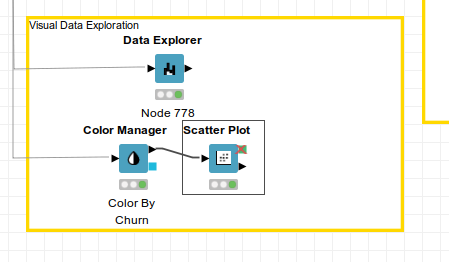 Visual Data Exploration
Data Explorer
Node 778
Color Manager
Scatter Plot
Color By
Churn